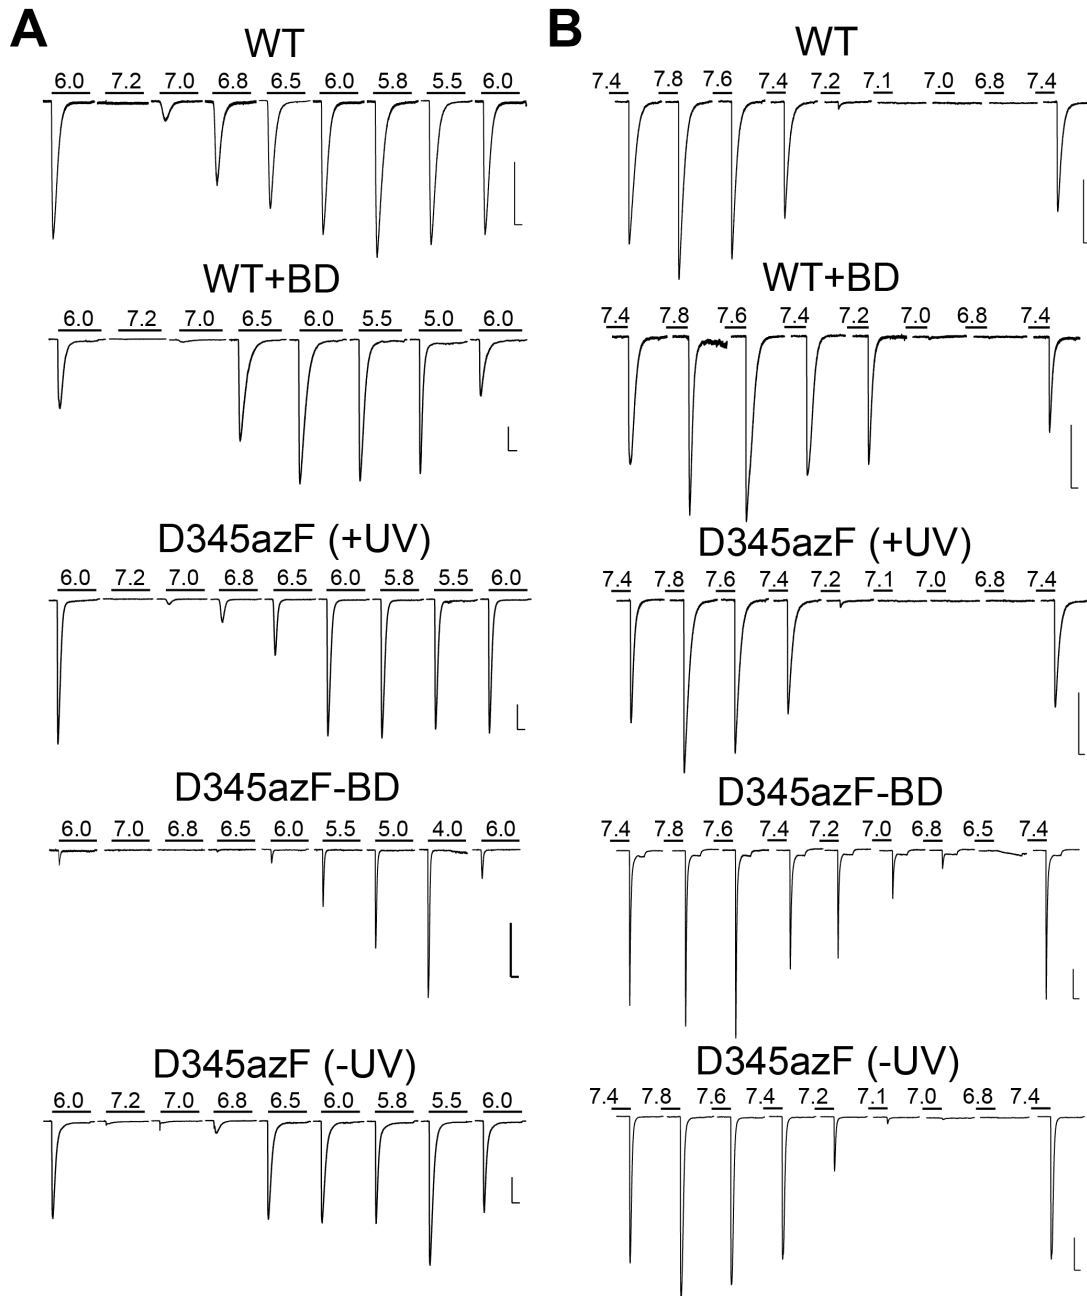 A
WT
6.0 7.2 7.0 6.8 6.5 6.0 5.8 5.5 6.0
WT+BD
6.0 7.2 7.0 6.5 6.0 5.5 5.0 6.0
D345azF (+UV)
6.0 7.2 7.0 6.8 6.5 6.0 5.8 5.5 6.0
D345azF-BD
6.0 7.0 6.8 6.5 6.0 5.5 5.0 4.0 6.0
D345azF (-UV)
6.0 7.2 7.0 6.8 6.5 6.0 5.8 5.5 6.0
B
WT
7.4 7.8 7.6 7.4 7.2 7.1 7.0 6.8 7.4
WT+BD
7.4 7.8 7.6 7.4 7.2 7.0 6.8 7.4
D345azF (+UV)
7.4 7.8 7.6 7.4 7.2 7.1 7.0 6.8 7.4
D345azF-BD
7.4 7.8 7.6 7.4 7.2 7.0 6.8 6.5 7.4
D345azF (-UV)
7.4 7.8 7.6 7.4 7.2 7.1 7.0 6.8 7.4